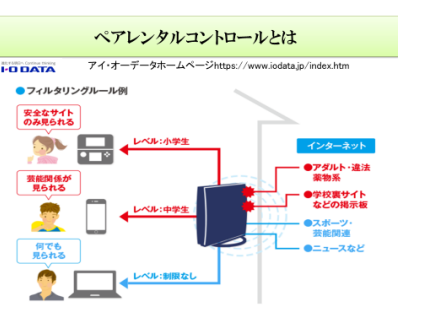 ペアレンタルコントロールとは
I-O DATA
アイ・オーデータホームページhttps://www.iodata.jp/index.htm
●フィルタリングルール例
安全なサイト
のみ見られる
レベル:小学生
芸能関係が
見られる
レベル:中学生
何でも
見られる
レベル:制限なし
インターネット
●アダルト・違法
薬物系
●学校裏サイト
などの掲示板
●スポーツ・
芸能関連
●ニュースなど